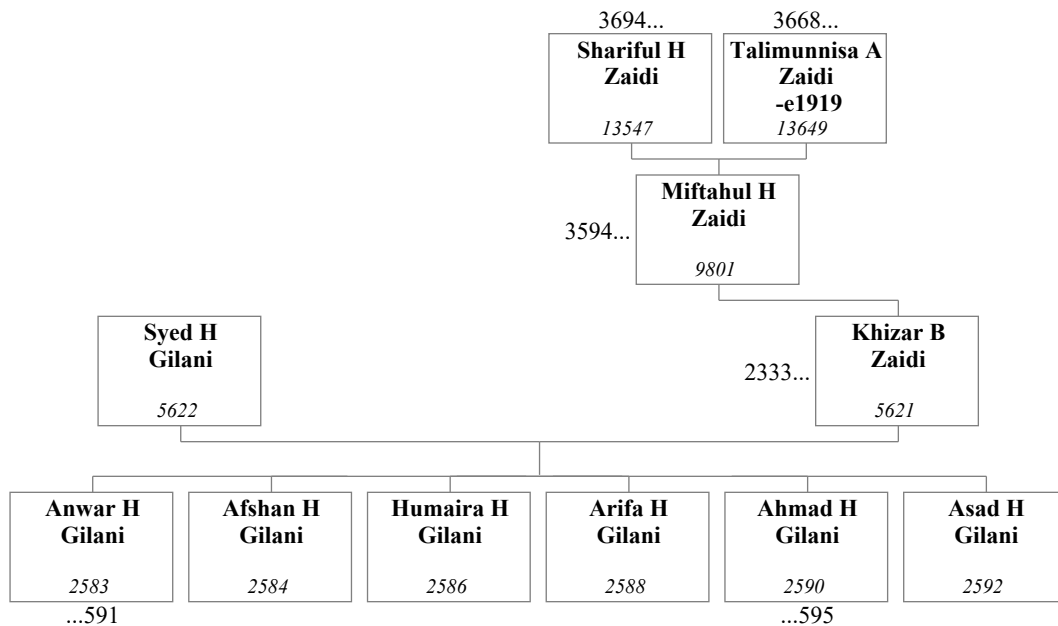 3694...
3668...
Shariful H
Zaidi
13547
Talimunnisa A
Zaidi
-e1919
13649
Miftahul H
Zaidi
3594...
9801
Syed H
Gilani
5622
Khizar B
Zaidi
2333...
5621
Anwar H
Gilani
2583
...591
Afshan H
Gilani
2584
Humaira H
Gilani
2586
Arifa H
Gilani
2588
Ahmad H
Gilani
2590
...595
Asad H
Gilani
2592